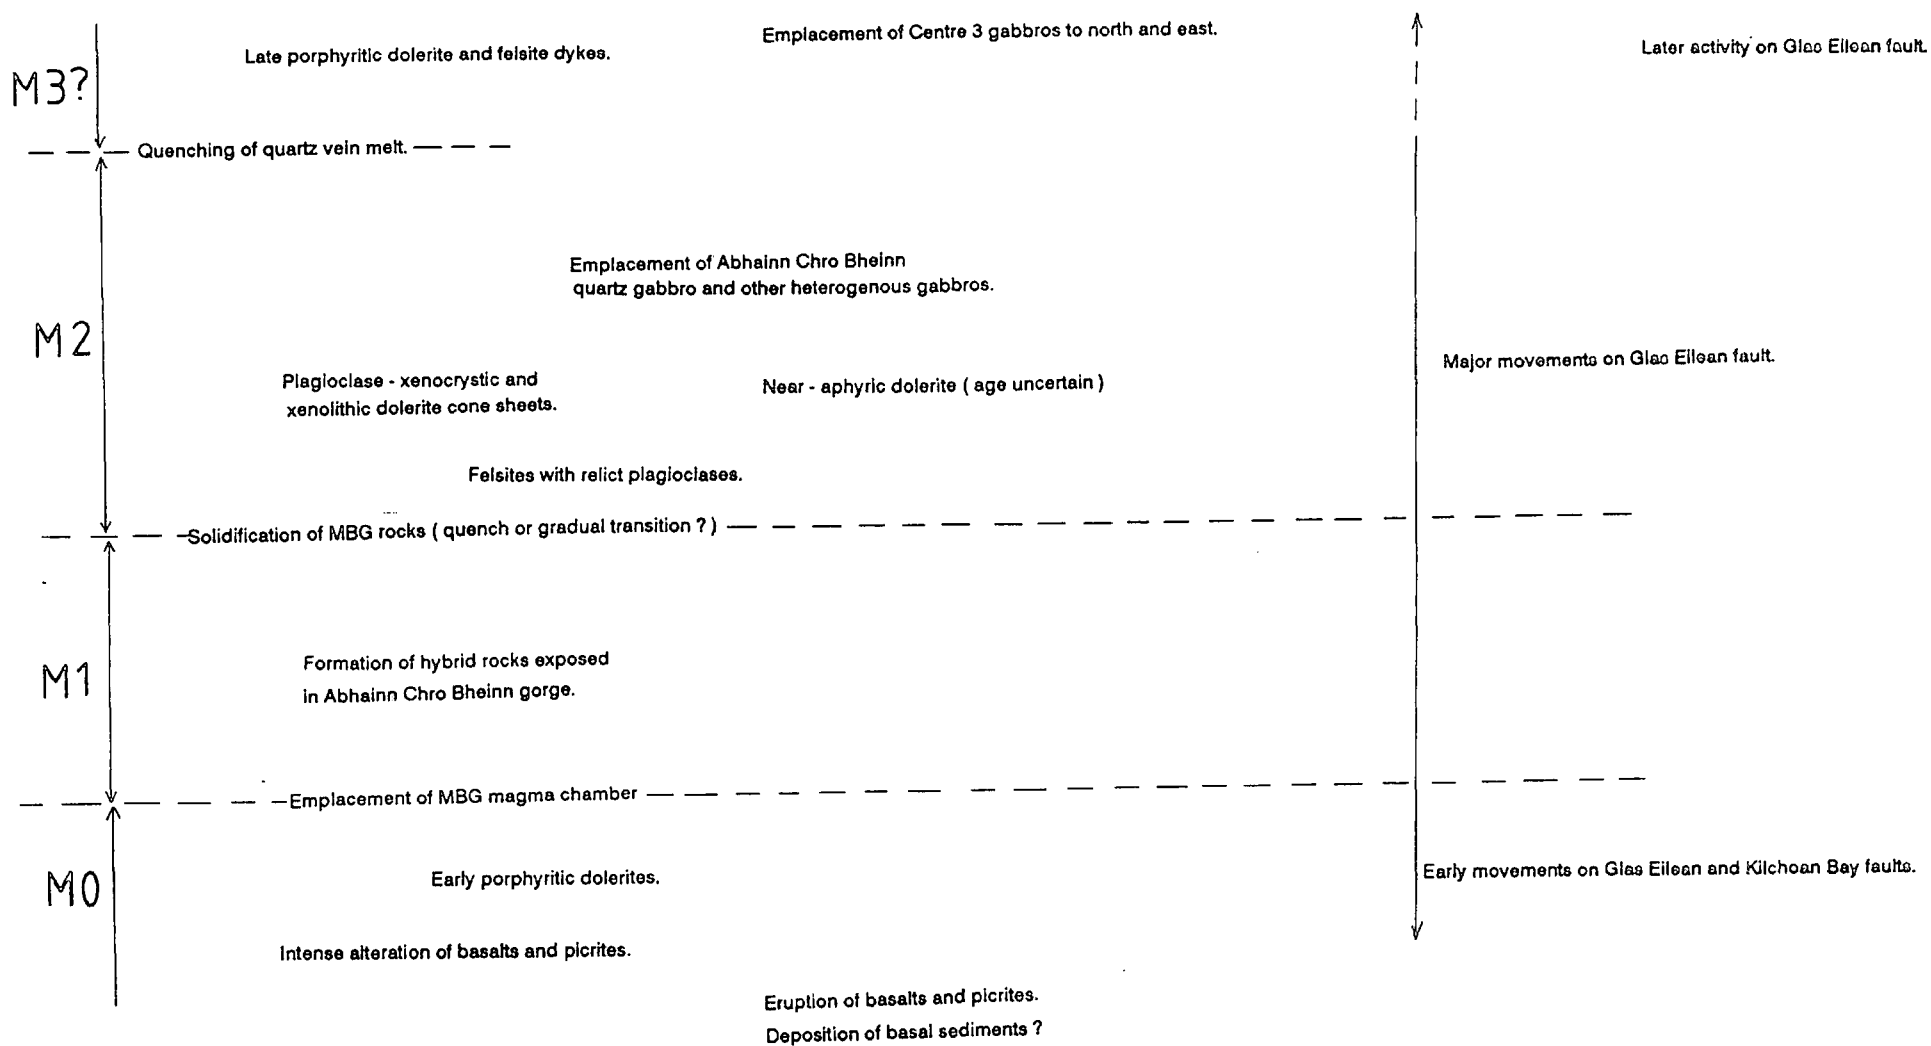 Emplacement of Centre 3 gabbros to north and east.
Late porphyritic dolerite and felsite dykes.
Later activity on Glas Eilean fault.
M3?
Quenching of quartz vein melt.
Emplacement of Abhainn Chro Bheinn
quartz gabbro and other heterogenous gabbros.
M2
Major movements on Glas Eilean fault.
Plagioclase - xenocrystic and
xenolithic dolerite cone sheets.
Near - aphyric dolerite ( age uncertain )
Felsites with relict plagioclases.
Solidification of MBG rocks ( quench or gradual transition ? )
M1
Formation of hybrid rocks exposed
in Abhainn Chro Bheinn gorge.
Emplacement of MBG magma chamber
M0
Early porphyritic dolerites.
Early movements on Glas Eilean and Kilchoan Bay faults.
Intense alteration of basalts and picrites.
Eruption of basalts and picrites.
Deposition of basal sediments ?